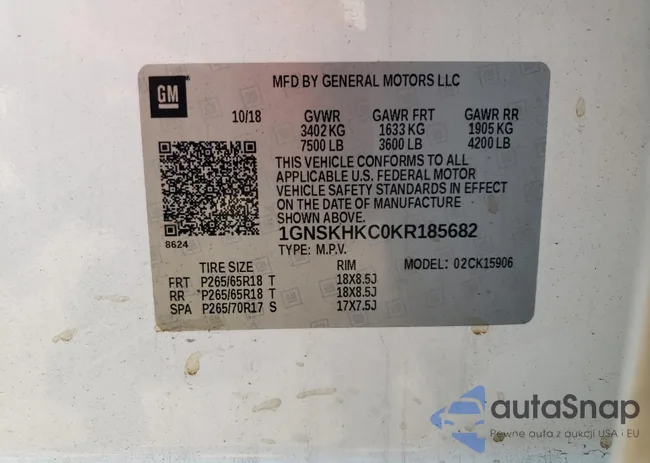 GM
MFD BY GENERAL MOTORS LLC
10/18 GVWR GAWR FRT GAWR RR
3402 KG 1633 KG 1905 KG
7500 LB 3600 LB 4200 LB
THIS VEHICLE CONFORMS TO ALL
APPLICABLE U.S. FEDERAL MOTOR
VEHICLE SAFETY STANDARDS IN EFFECT
ON THE DATE OF MANUFACTURE
SHOWN ABOVE.
8624
1GNSKHKC0KR185682
TYPE: M.P.V.
TIRE SIZE RIM MODEL: 02CK15906
FRT P265/65R18 T 18X8.5J
RR P265/65R18 T 18X8.5J
SPA P265/70R17 S 17X7.5J
autaSnap
Pewne auta z aukcji USA i EU